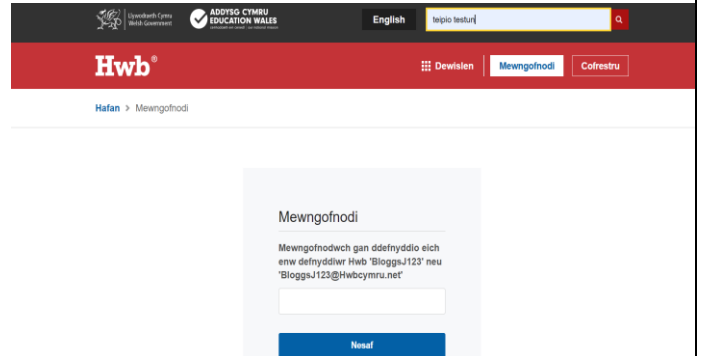 Llywodraeth Cymru
Welsh Government
ADDYSG CYMRU
EDUCATION WALES
English
teipio testun
Hwb®
Dewislen
Mewngofnodi
Cofrestru
Hafan > Mewngofnodi
Mewngofnodi
Mewngofnodwch gan ddefnyddio eich
enw defnyddiwr Hwb 'BloggsJ123' neu
'BloggsJ123@Hwbcymru.net'
Nesaf